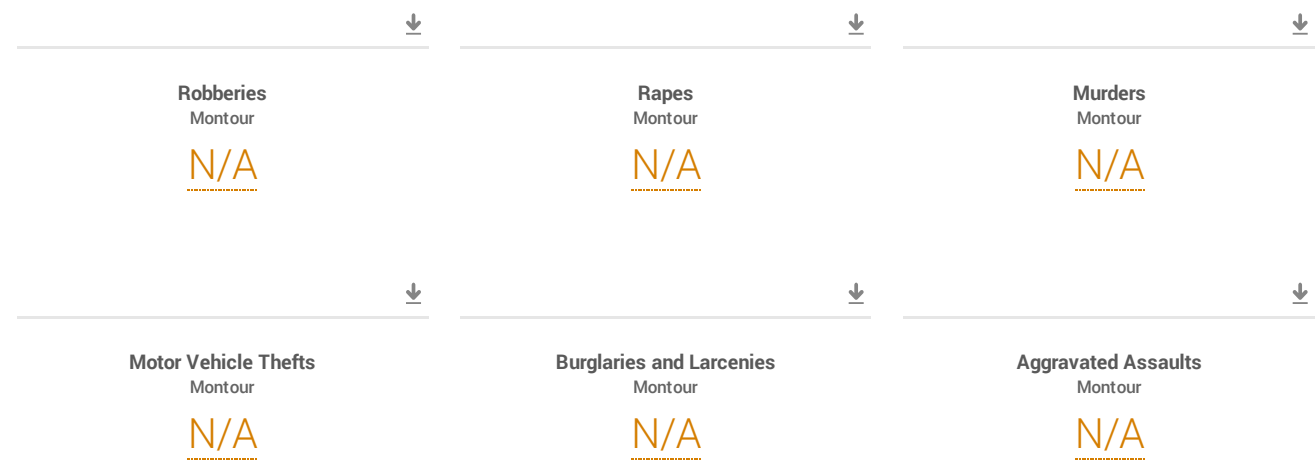 Robberies
Montour
N/A
Rapes
Montour
N/A
Murders
Montour
N/A
Motor Vehicle Thefts
Montour
N/A
Burglaries and Larcenies
Montour
N/A
Aggravated Assaults
Montour
N/A